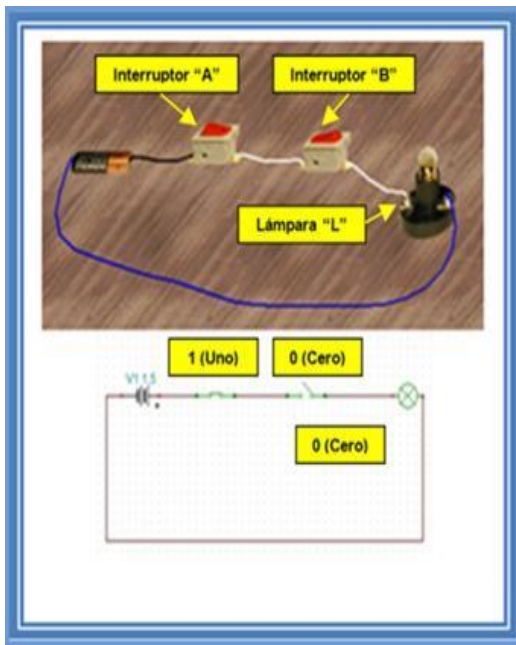 Interruptor “A”
Interruptor “B”
Lámpara “L”
1 (Uno)
0 (Cero)
V1 1,5
0 (Cero)